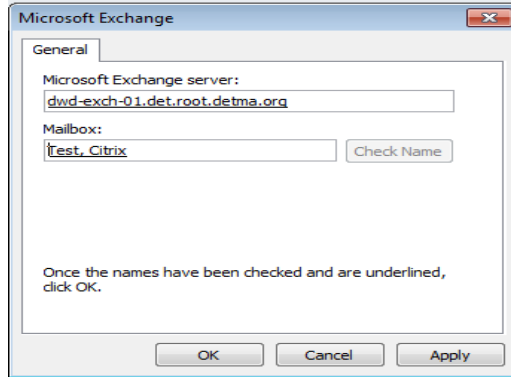 Microsoft Exchange
General
Microsoft Exchange server:
dwd-exch-01.det.root.detma.org
Mailbox:
Test, Citrix
Check Name
Once the names have been checked and are underlined,
click OK.
OK Cancel Apply